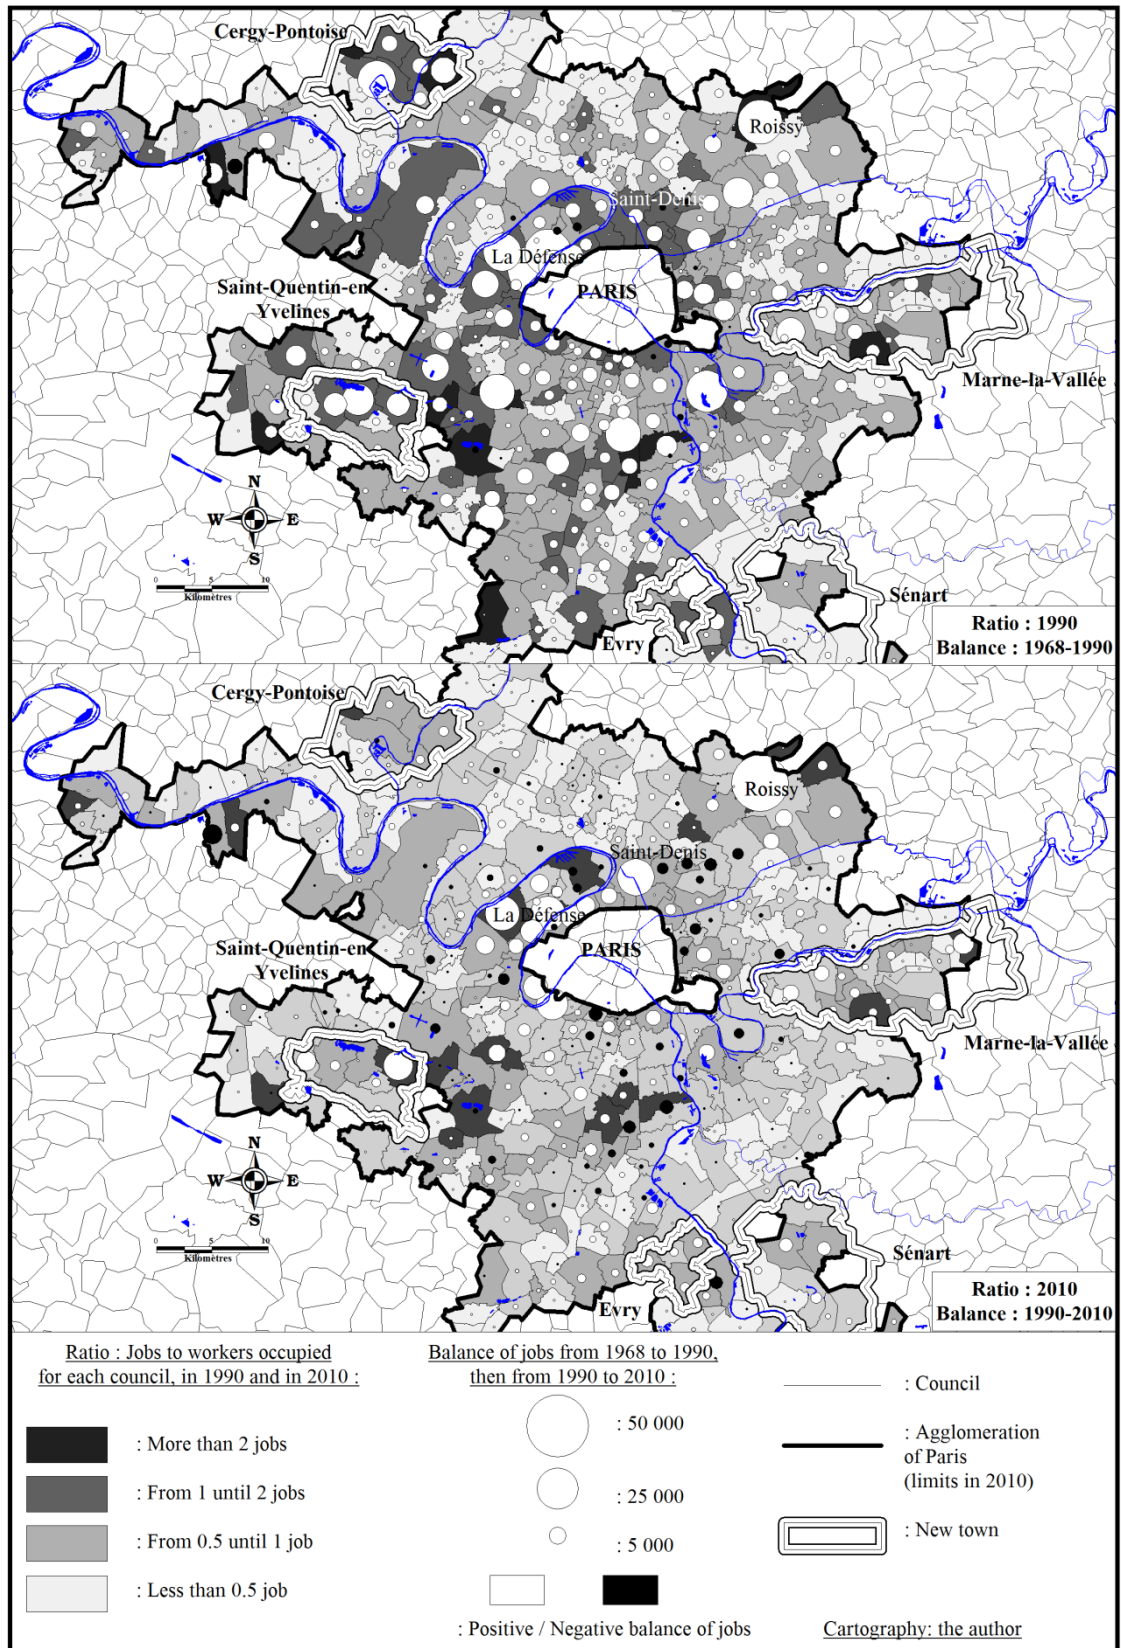 Cergy-Pontoise
Roissy
Saint-Denis
La Défense
PARIS
Saint-Quentin-en
Yvelines
Marne-la-Vallée
N
W E
S
0 5 10
Kilomètres
Sénart
Evry
Ratio : 1990
Balance : 1968-1990
Cergy-Pontoise
Roissy
Saint-Denis
La Défense
PARIS
Saint-Quentin-en
Yvelines
Marne-la-Vallée
N
W E
S
0 5 10
Kilomètres
Sénart
Evry
Ratio : 2010
Balance : 1990-2010
Ratio : Jobs to workers occupied
for each council, in 1990 and in 2010 :
: More than 2 jobs
: From 1 until 2 jobs
: From 0.5 until 1 job
: Less than 0.5 job
Balance of jobs from 1968 to 1990,
then from 1990 to 2010 :
: 50 000
: 25 000
: 5 000
: Positive / Negative balance of jobs
: Council
: Agglomeration
of Paris
(limits in 2010)
: New town
Cartography: the author